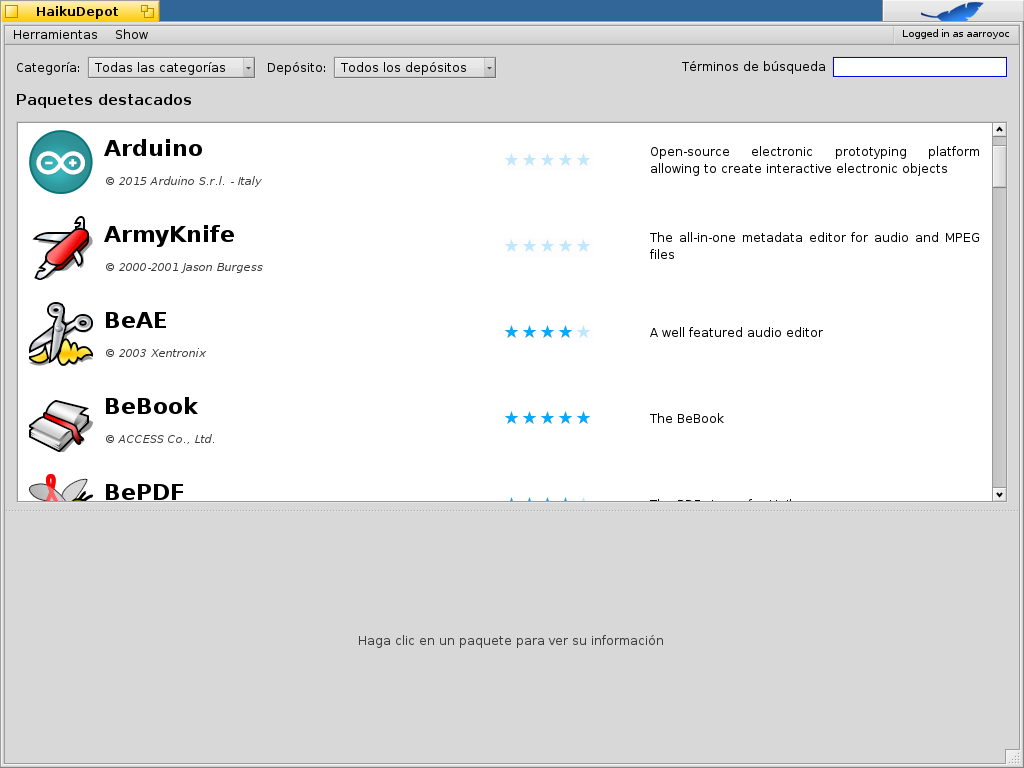 HaikuDepot
Herramientas Show Logged in as aarroyoc
Categoría: Todas las categorías Depósito: Todos los depósitos Términos de búsqueda
Paquetes destacados
Arduino
© 2015 Arduino S.r.l. - Italy
Open-source electronic prototyping platform
allowing to create interactive electronic objects
ArmyKnife
© 2000-2001 Jason Burgess
The all-in-one metadata editor for audio and MPEG
files
BeAE
© 2003 Xentronix
A well featured audio editor
BeBook
© ACCESS Co., Ltd.
The BeBook
BePDF
Haga clic en un paquete para ver su información